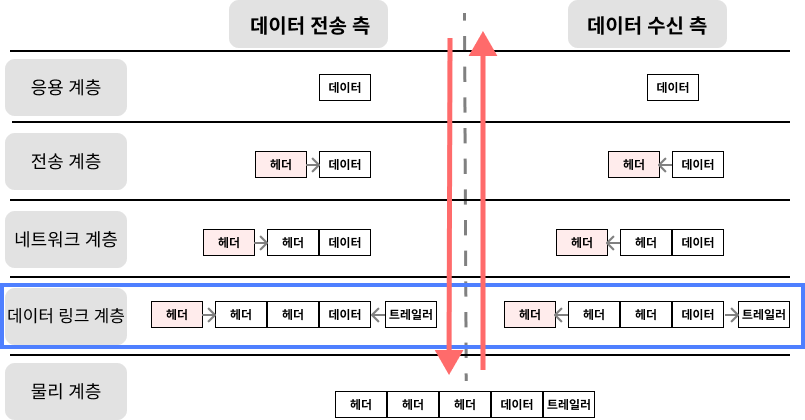 데이터 전송 측 데이터 수신 측
응용 계층 데이터 데이터
전송 계층 헤더 데이터 헤더 데이터
네트워크 계층 헤더 헤더 데이터 헤더 헤더 데이터
데이터 링크 계층 헤더 헤더 헤더 데이터 트레일러 헤더 헤더 헤더 데이터 트레일러
물리 계층 헤더 헤더 헤더 데이터 트레일러